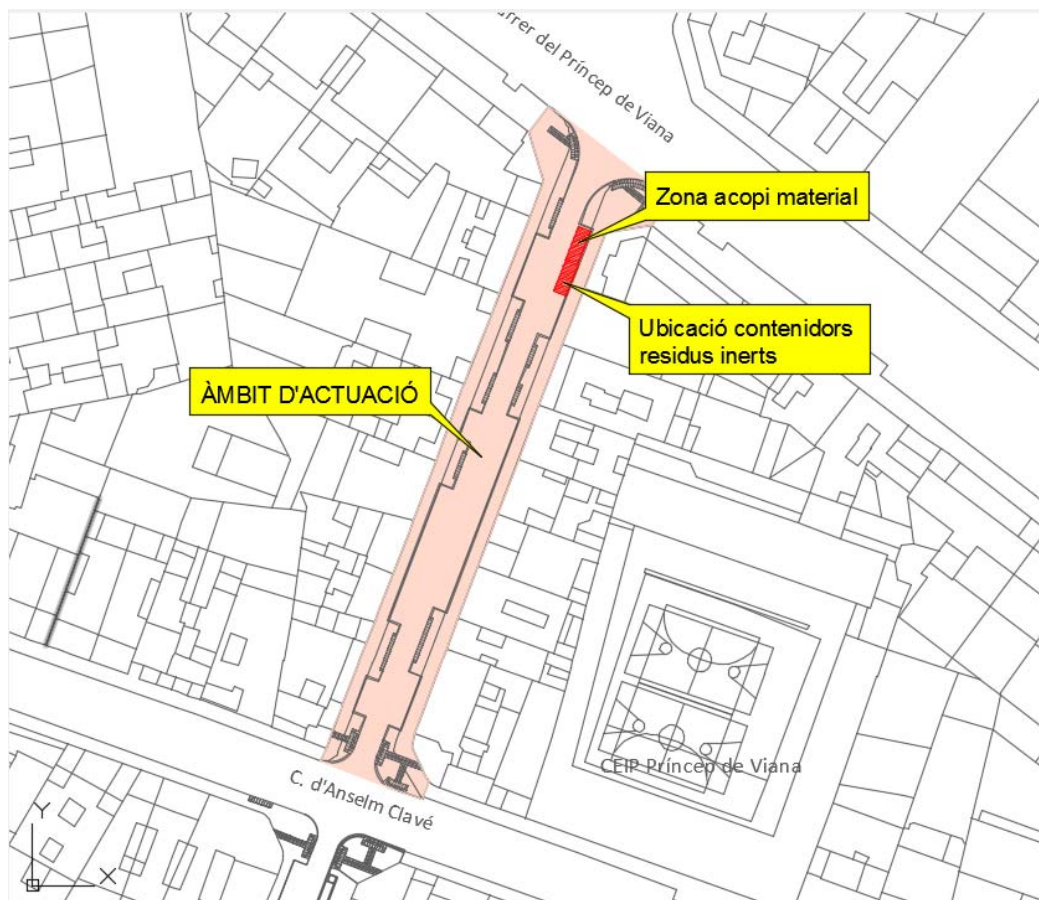 rrer del Príncep de Viana
Zona acopi material
Ubicació contenidors
residus inerts
ÀMBIT D'ACTUACIÓ
CEIP Príncep de Viana
C. d'Anselm Clavé
Y
X